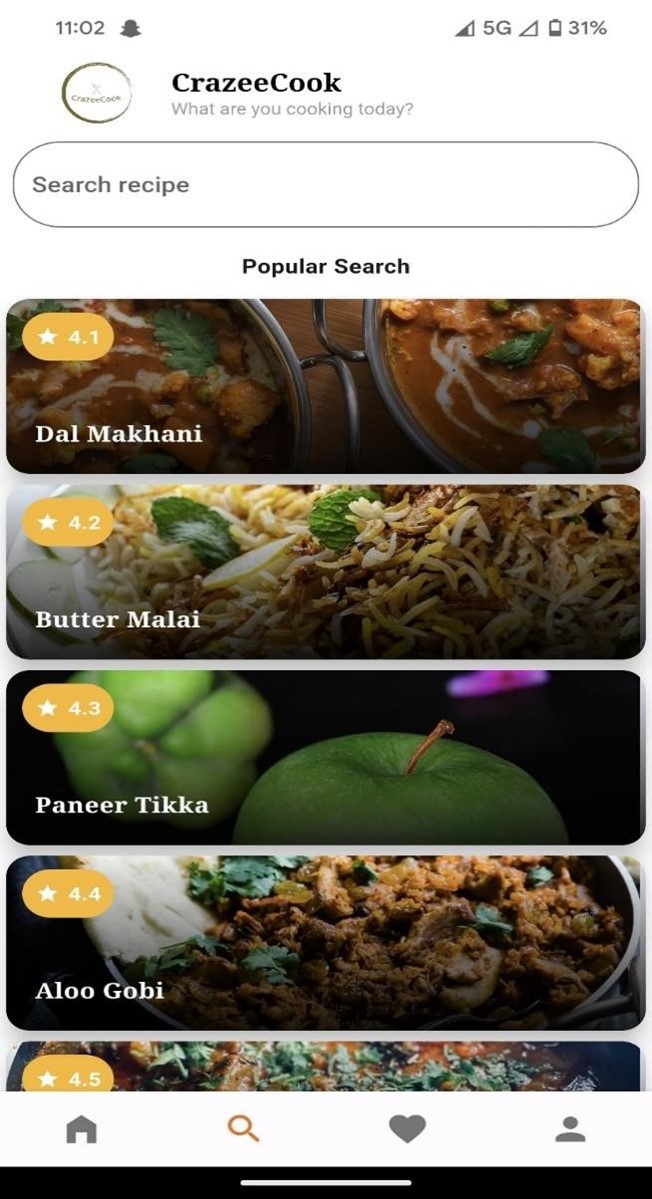 11:02
5G
31%
CrazeeCook
CrazeeCook
What are you cooking today?
Search recipe
Popular Search
4.1
Dal Makhani
4.2
Butter Malai
4.3
Paneer Tikka
4.4
Aloo Gobi
4.5